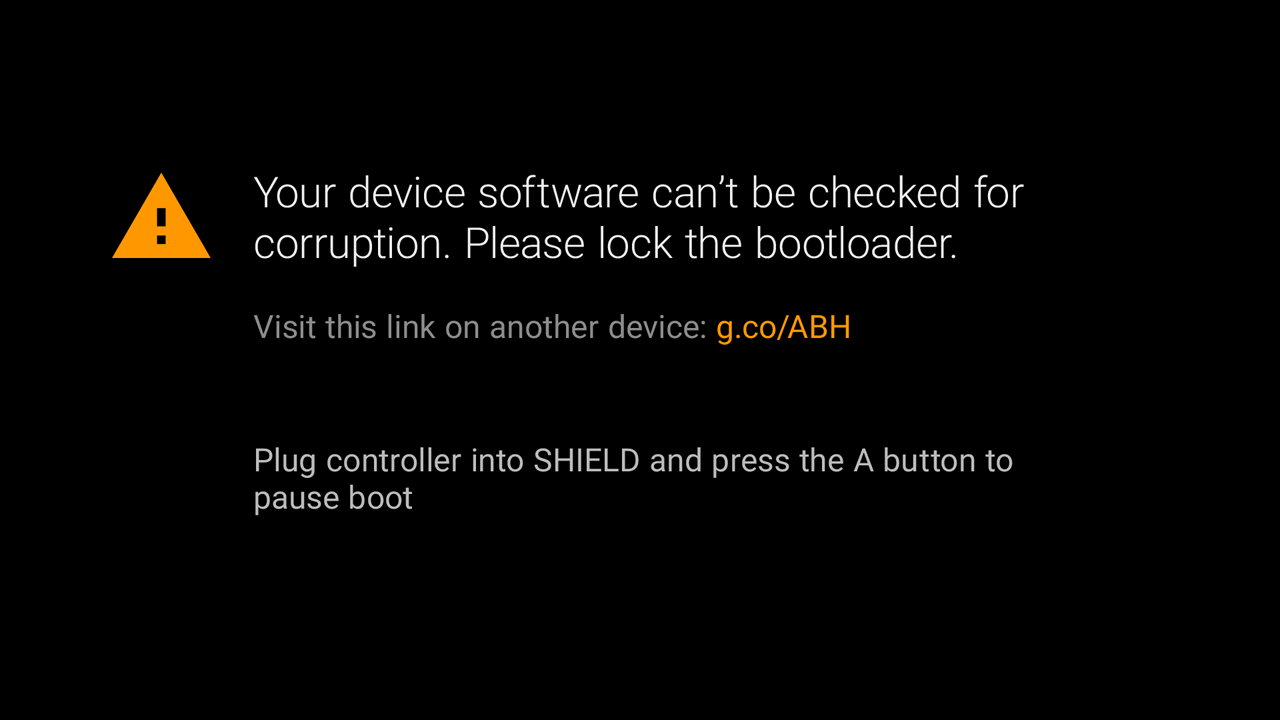 Your device software can’t be checked for
corruption. Please lock the bootloader.
Visit this link on another device: g.co/ABH
Plug controller into SHIELD and press the A button to
pause boot